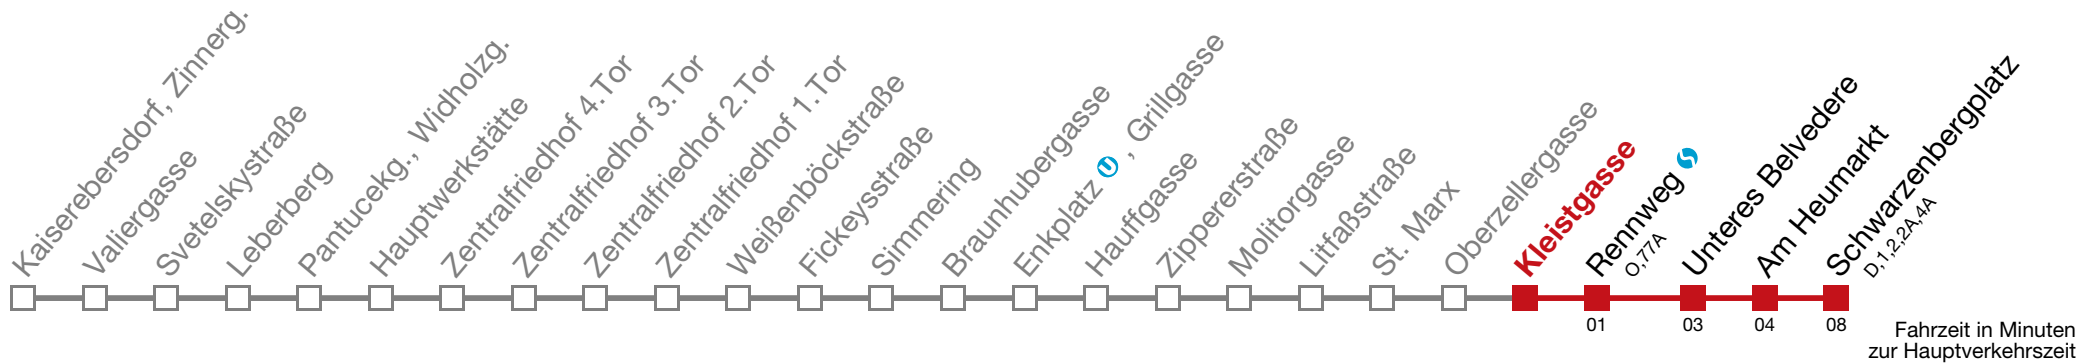 Kaiserebersdorf, Zinnerg.
Valiergasse
Svetelskystraße
Leberberg
Pantucekg., Widholzg.
Hauptwerkstätte
Zentralfriedhof 4.Tor
Zentralfriedhof 3.Tor
Zentralfriedhof 2.Tor
Zentralfriedhof 1.Tor
Weißenböckstraße
Fickeysstraße
Simmering
Braunhubergasse
Enkplatz U, Grillgasse
Hauffgasse
Zippererstraße
Molitorgasse
Litfaßstraße
St. Marx
Oberzellergasse
Kleistgasse
Rennweg
O,77A
Unteres Belvedere
Am Heumarkt
Schwarzenbergplatz
D,1,2,2A,4A
01
03
04
08
Fahrzeit in Minuten
zur Hauptverkehrszeit